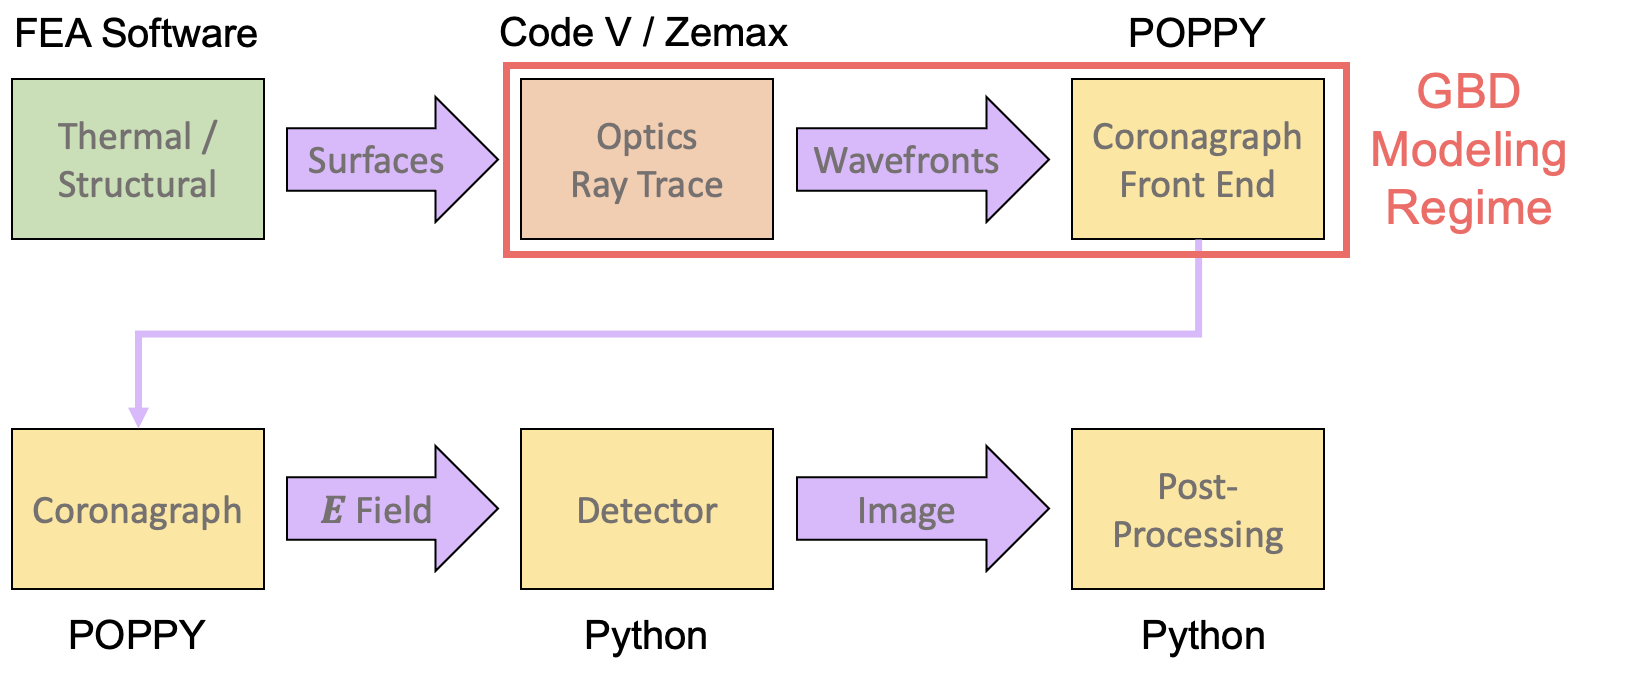 FEA Software
Code V / Zemax
POPPY
Thermal /
Structural
Surfaces
Optics
Ray Trace
Wavefronts
Coronagraph
Front End
GBD
Modeling
Regime
Coronagraph
E Field
Detector
Image
Post-
Processing
POPPY
Python
Python